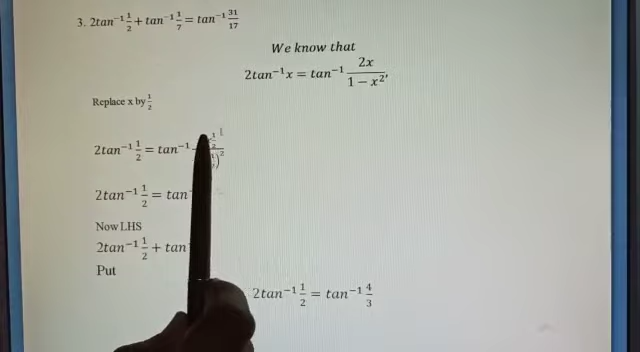 3. 2tan⁻¹ 1/2 + tan⁻¹ 1/7 = tan⁻¹ 31/17
We know that
2tan⁻¹x = tan⁻¹ 2x/(1 − x²),
Replace x by 1/2
2tan⁻¹ 1/2 = tan⁻¹
2tan⁻¹ 1/2 = tan
Now LHS
2tan⁻¹ 1/2 + tan
Put
2tan⁻¹ 1/2 = tan⁻¹ 4/3